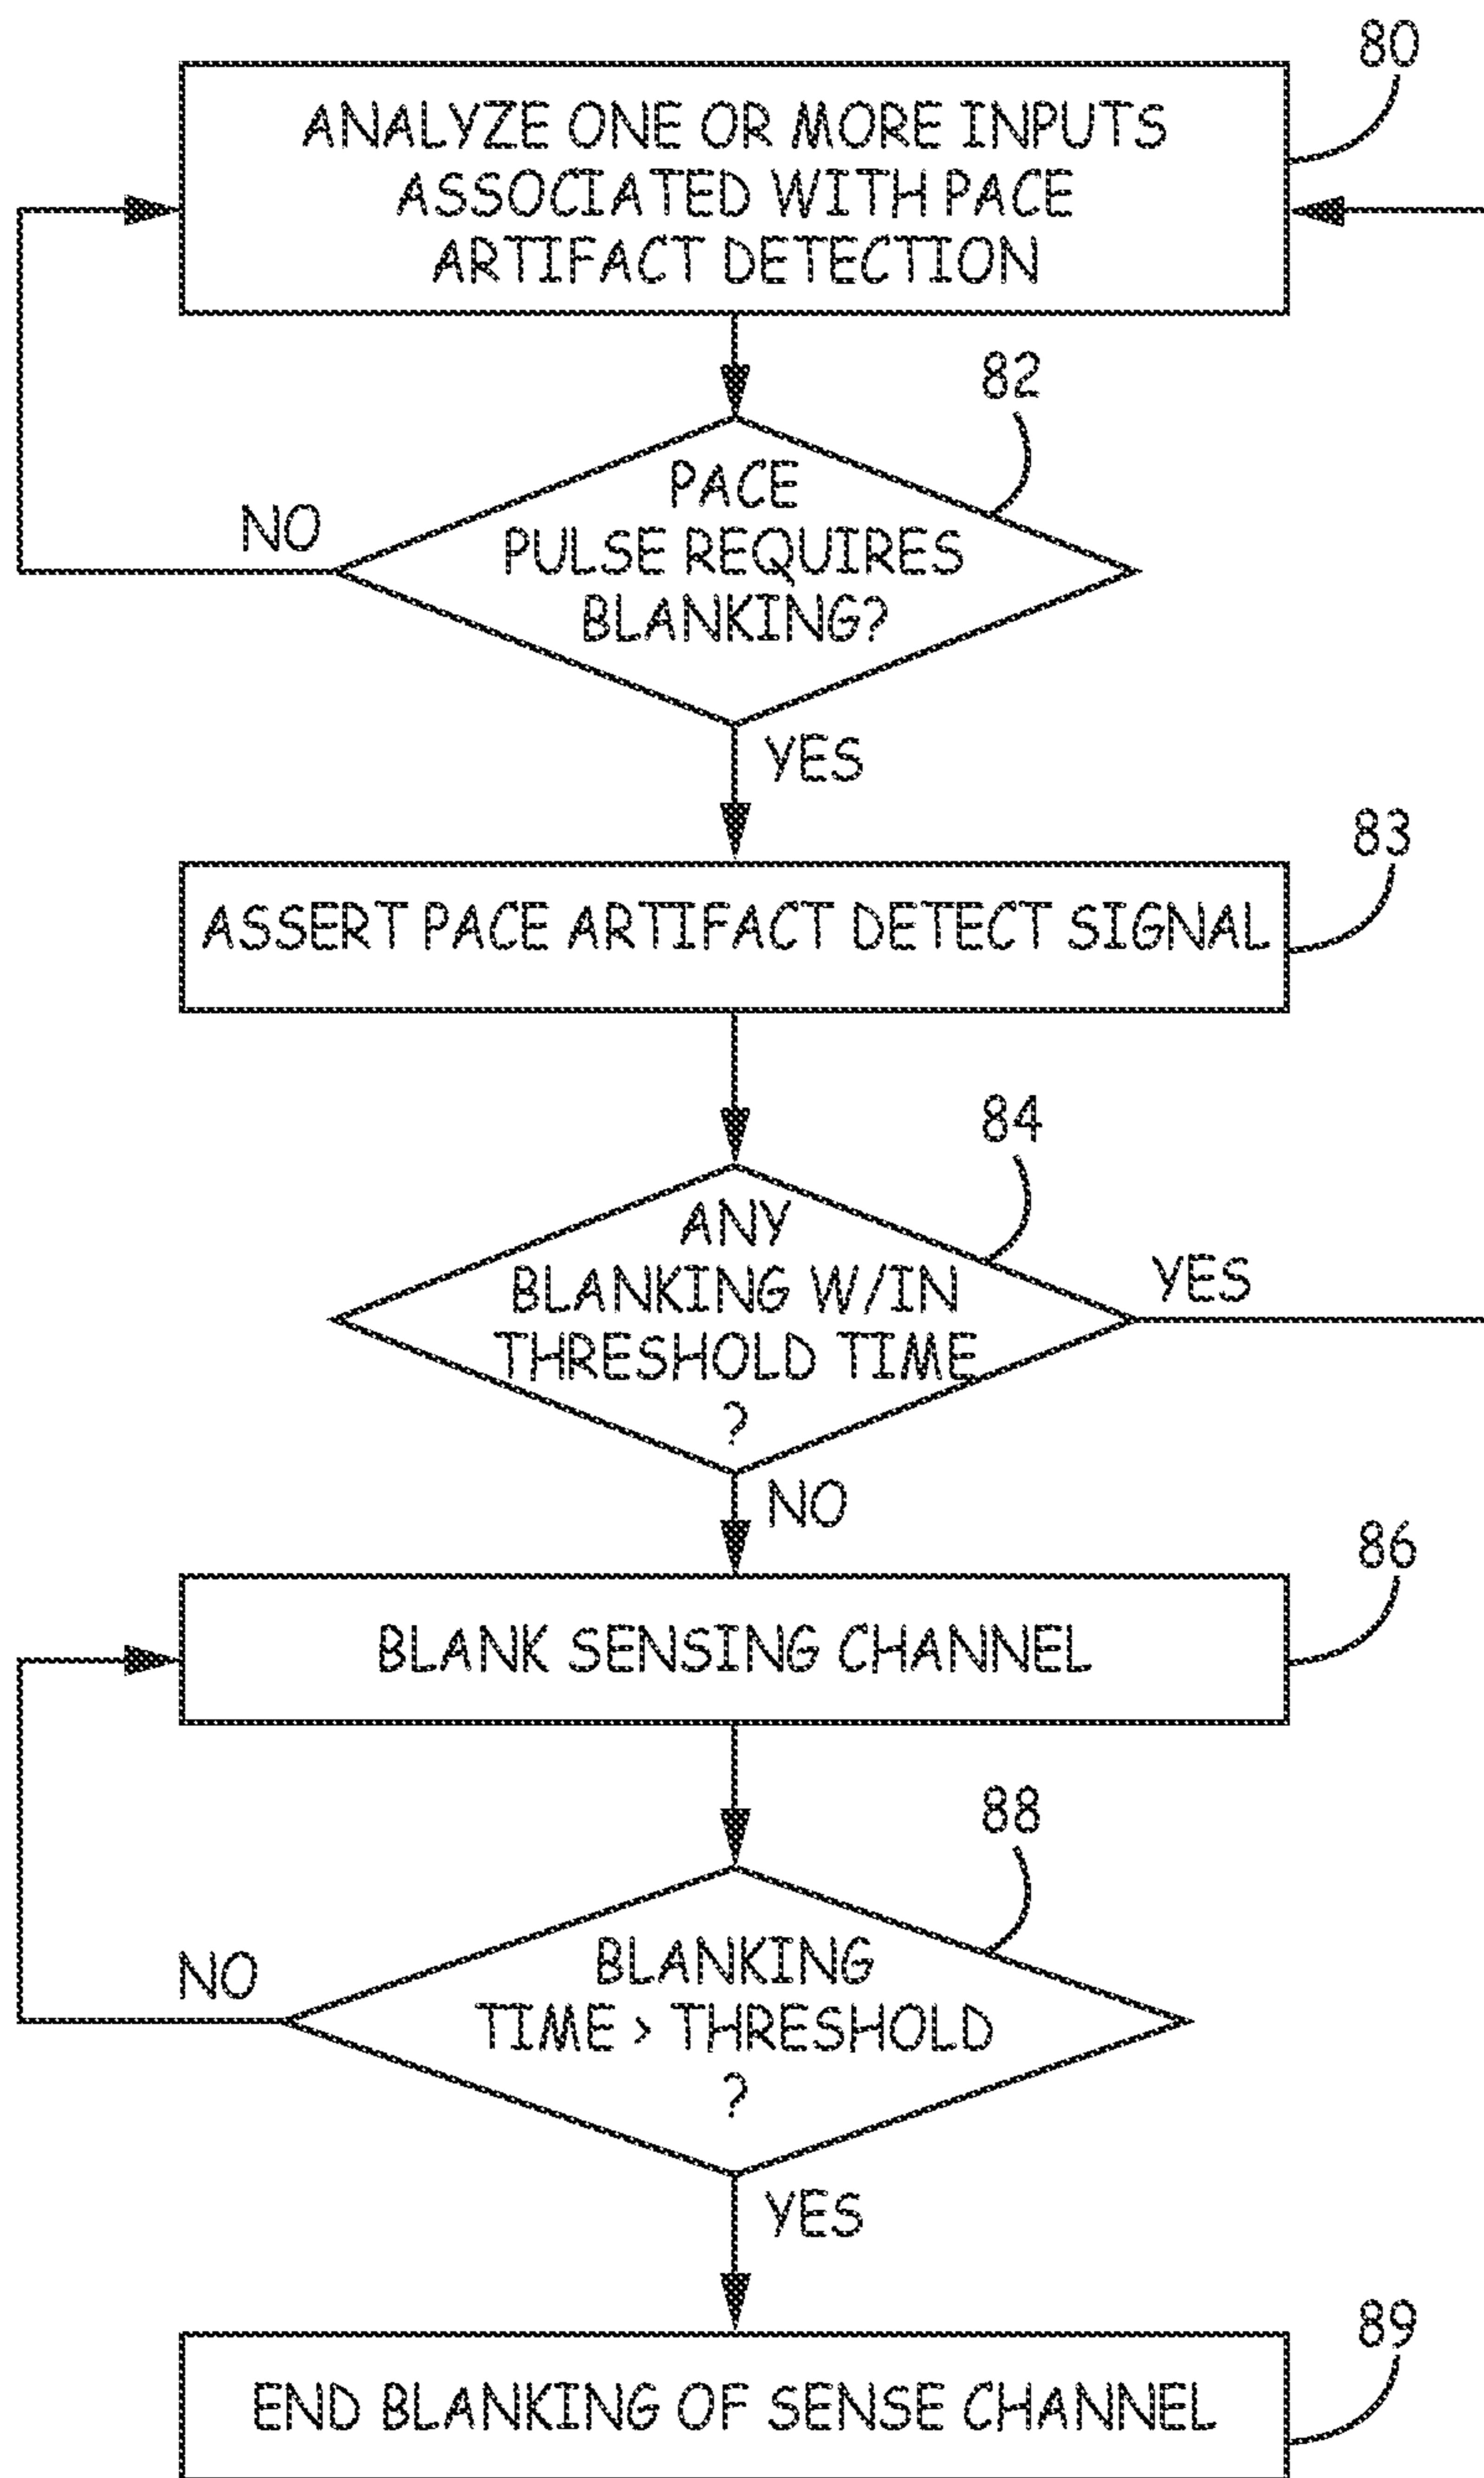 80
ANALYZE ONE OR MORE INPUTS
ASSOCIATED WITH PACE
ARTIFACT DETECTION
82
PACE
PULSE REQUIRES
BLANKING?
NO
YES
83
ASSERT PACE ARTIFACT DETECT SIGNAL
84
ANY
BLANKING W/IN
THRESHOLD TIME
?
YES
NO
86
BLANK SENSING CHANNEL
88
BLANKING
TIME > THRESHOLD
?
NO
YES
89
END BLANKING OF SENSE CHANNEL